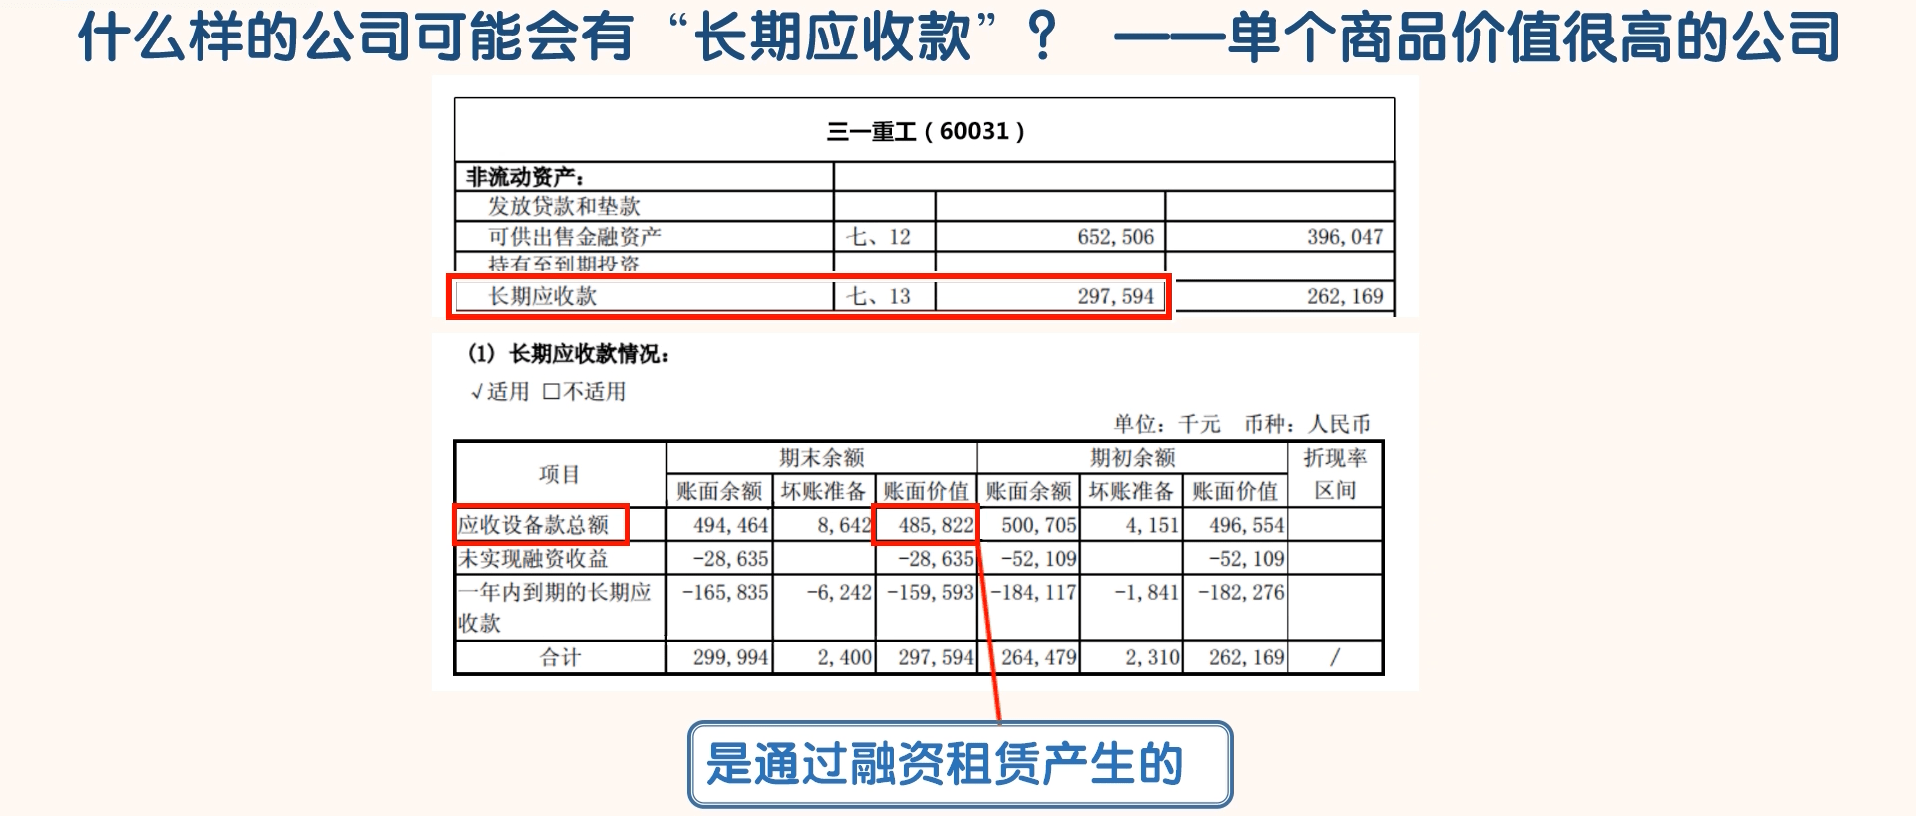 什么样的公司可能会有“长期应收款”? ——单个商品价值很高的公司
三一重工(60031)
非流动资产:
发放贷款和垫款
可供出售金融资产 七、12 652,506 396,047
持有至到期投资
长期应收款 七、13 297,594 262,169
(1) 长期应收款情况:
√适用 □不适用
单位:千元 币种:人民币
项目 期末余额 期初余额 折现率区间
账面余额 坏账准备 账面价值 账面余额 坏账准备 账面价值
应收设备款总额 494,464 8,642 485,822 500,705 4,151 496,554
未实现融资收益 -28,635 -28,635 -52,109 -52,109
一年内到期的长期应收款 -165,835 -6,242 -159,593 -184,117 -1,841 -182,276
合计 299,994 2,400 297,594 264,479 2,310 262,169 /
是通过融资租赁产生的